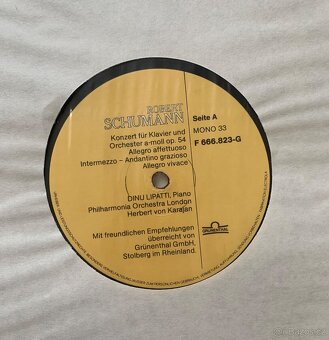 ROBERT
SCHUMANN
Konzert für Klavier und
Orchester a-moll op. 54
Allegro affettuoso
Intermezzo – Andantino grazioso
Allegro vivace
Seite A
MONO 33
F 666.823-G
DINU LIPATTI, Piano
Philharmonia Orchestra London
Herbert von Karajan
Mit freundlichen Empfehlungen
überreicht von
Grünenthal GmbH,
Stolberg im Rheinland.
GRÜNENTHAL